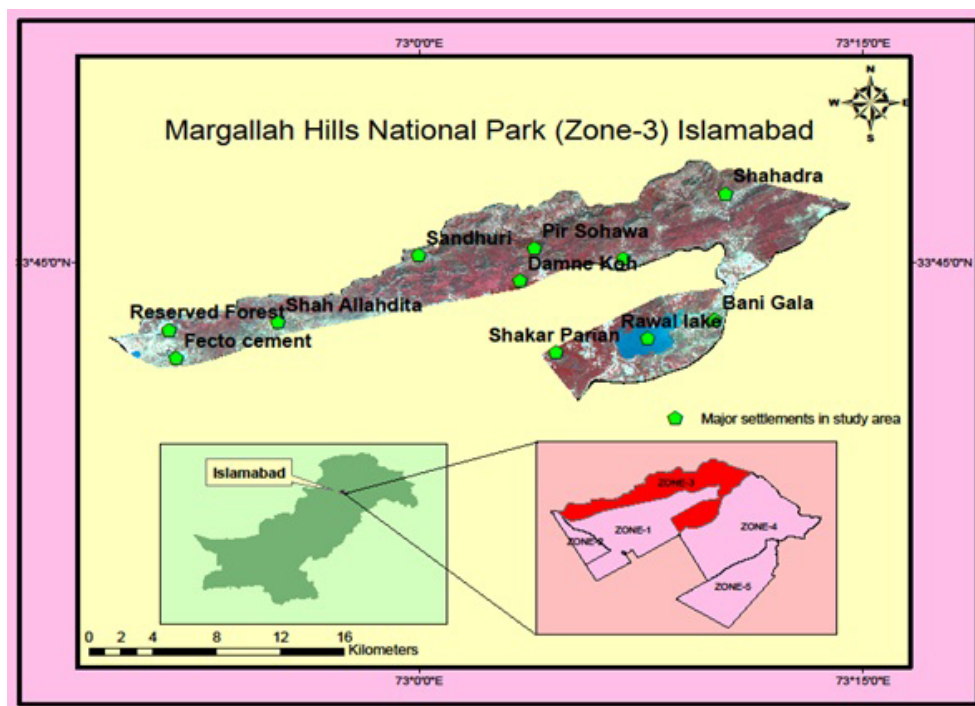 73°0'0"E
73°15'0"E
N
W
E
S
Margallah Hills National Park (Zone-3) Islamabad
Shahadra
Sandhuri
Pir Sohawa
33°45'0"N
33°45'0"N
Damne Koh
Reserved Forest
Shah Allahdita
Bani Gala
Fecto cement
Shakar Parian
Rawal lake
Major settlements in study area
Islamabad
ZONE-3
ZONE-1
ZONE-4
ZONE-2
ZONE-5
0 2 4 8 12 16
Kilometers
73°0'0"E
73°15'0"E